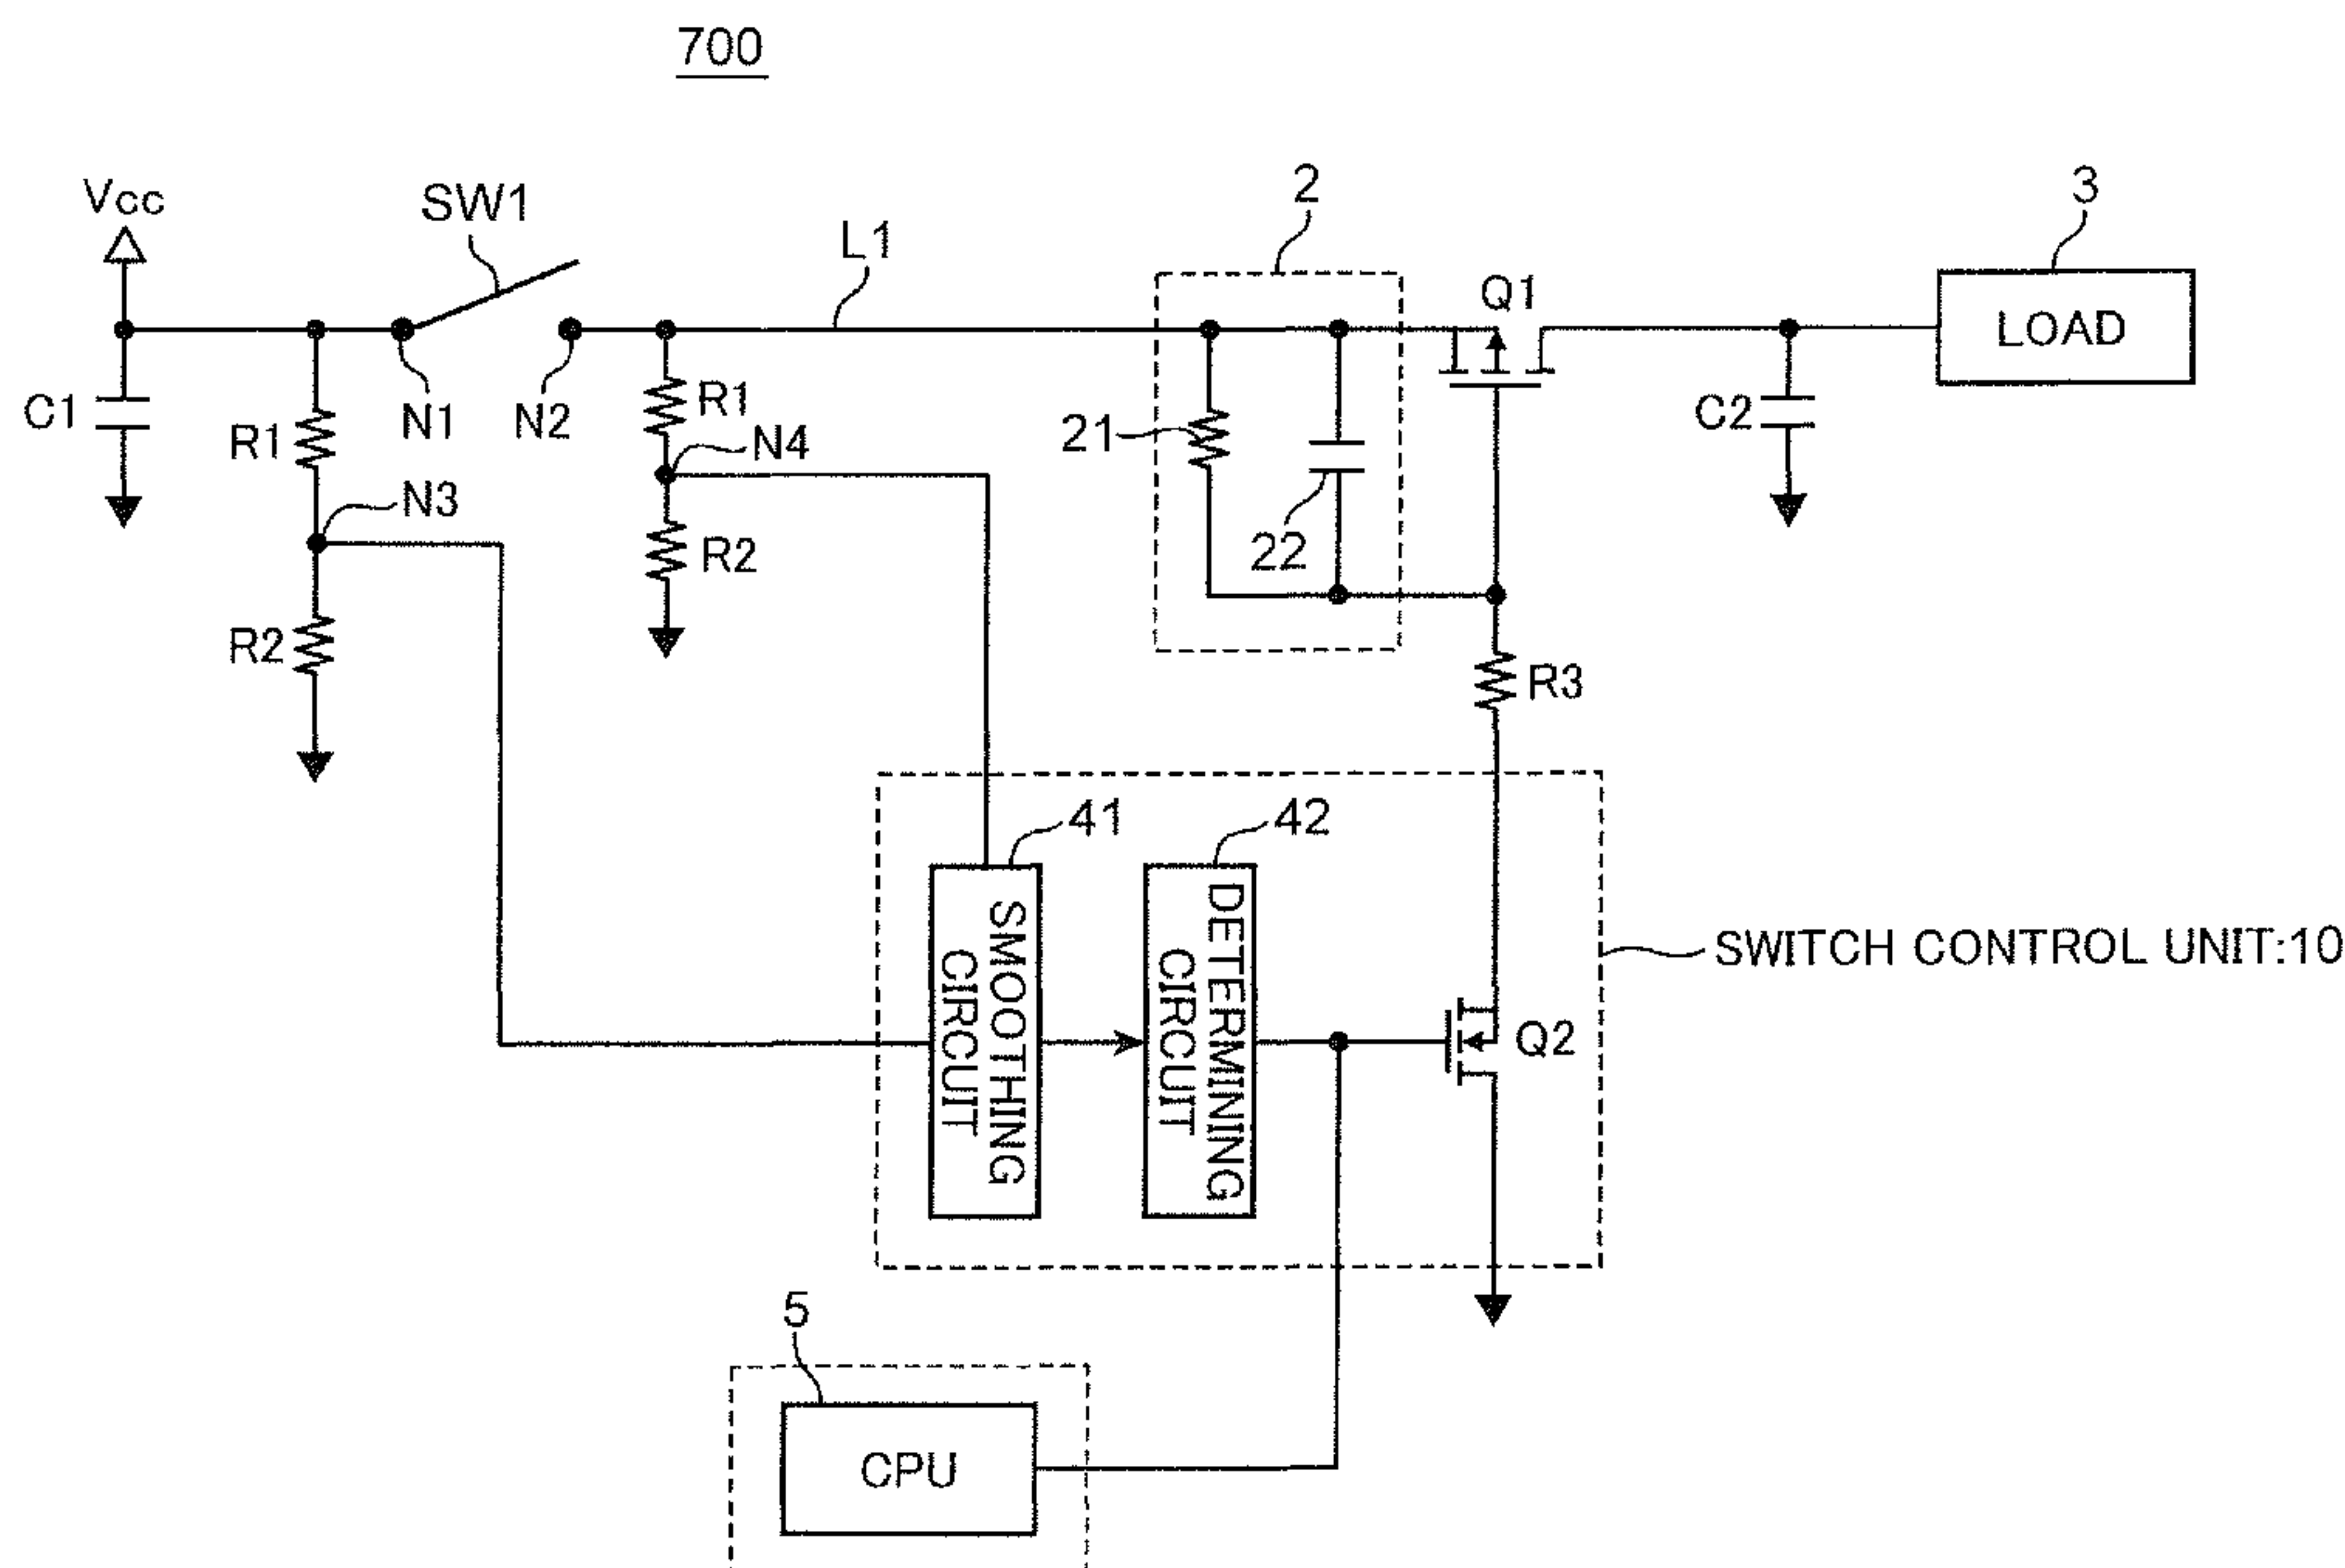 700
Vcc
SW1
L1
2
Q1
3
LOAD
C1
R1
N1
N2
R1
N4
21
22
C2
N3
R2
R2
R3
41
42
SMOOTHING
CIRCUIT
DETERMINING
CIRCUIT
Q2
SWITCH CONTROL UNIT:10
5
CPU